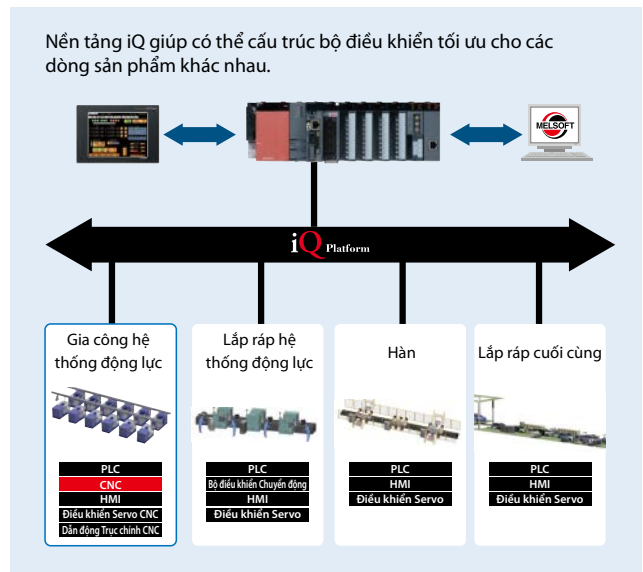 Nền tảng iQ giúp có thể cấu trúc bộ điều khiển tối ưu cho các
dòng sản phẩm khác nhau.
MELSOFT
iQ Platform
Gia công hệ
thống động lực
PLC
CNC
HMI
Điều khiển Servo CNC
Dẫn động Trục chính CNC
Lắp ráp hệ
thống động lực
PLC
Bộ điều khiển Chuyển động
HMI
Điều khiển Servo
Hàn
PLC
HMI
Điều khiển Servo
Lắp ráp cuối cùng
PLC
HMI
Điều khiển Servo